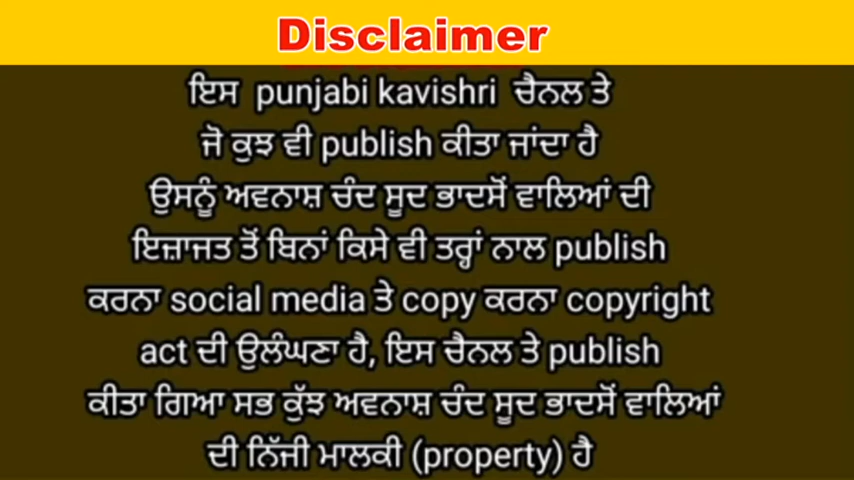 Disclaimer
ਇਸ punjabi kavishri ਚੈਨਲ ਤੇ
ਜੋ ਕੁਝ ਵੀ publish ਕੀਤਾ ਜਾਂਦਾ ਹੈ
ਉਸਨੂੰ ਅਵਨਾਸ਼ ਚੰਦ ਸੂਦ ਭਾਦਸੋਂ ਵਾਲਿਆਂ ਦੀ
ਇਜ਼ਾਜਤ ਤੋਂ ਬਿਨਾਂ ਕਿਸੇ ਵੀ ਤਰ੍ਹਾਂ ਨਾਲ publish
ਕਰਨਾ social media ਤੇ copy ਕਰਨਾ copyright
act ਦੀ ਉਲੰਘਣਾ ਹੈ, ਇਸ ਚੈਨਲ ਤੇ publish
ਕੀਤਾ ਗਿਆ ਸਭ ਕੁੱਝ ਅਵਨਾਸ਼ ਚੰਦ ਸੂਦ ਭਾਦਸੋਂ ਵਾਲਿਆਂ
ਦੀ ਨਿੱਜੀ ਮਾਲਕੀ (property) ਹੈ